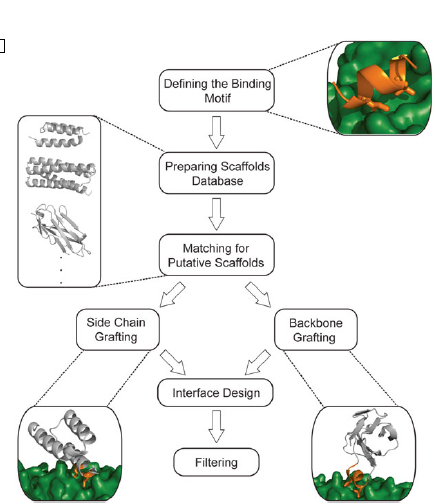 Defining the Binding
Motif
Preparing Scaffolds
Database
Matching for
Putative Scaffolds
Side Chain
Grafting
Backbone
Grafting
Interface Design
Filtering